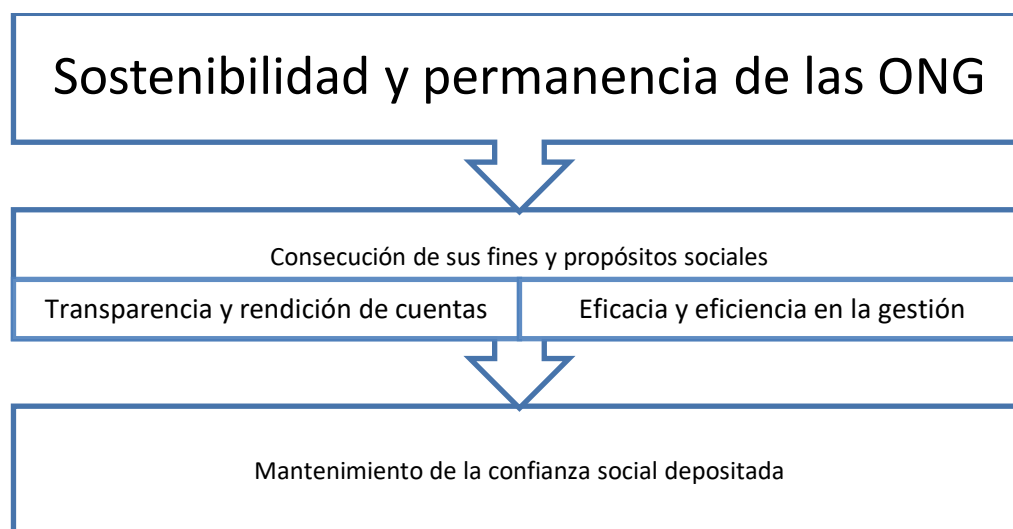 Sostenibilidad y permanencia de las ONG
Consecución de sus fines y propósitos sociales
Transparencia y rendición de cuentas
Eficacia y eficiencia en la gestión
Mantenimiento de la confianza social depositada